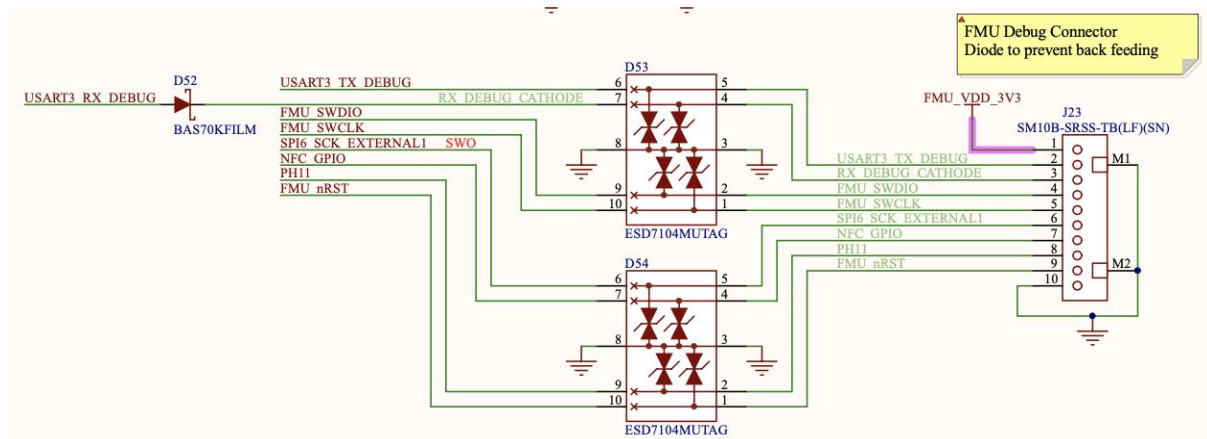 FMU Debug Connector
Diode to prevent back feeding
D52
USART3_RX_DEBUG
BAS70KFILM
USART3_TX_DEBUG
RX_DEBUG_CATHODE
FMU_SWDIO
FMU_SWCLK
SPI6_SCK_EXTERNAL1 SWO
NFC_GPIO
PH11
FMU_nRST
D53
6 5
7 4
8 3
9 2
10 1
ESD7104MUTAG
D54
6 5
7 4
8 3
9 2
10 1
ESD7104MUTAG
FMU_VDD_3V3
J23
SM10B-SRSS-TB(LF)(SN)
1
USART3_TX_DEBUG 2 M1
RX_DEBUG_CATHODE 3
FMU_SWDIO 4
FMU_SWCLK 5
SPI6_SCK_EXTERNAL1 6
NFC_GPIO 7
PH11 8
FMU_nRST 9 M2
10